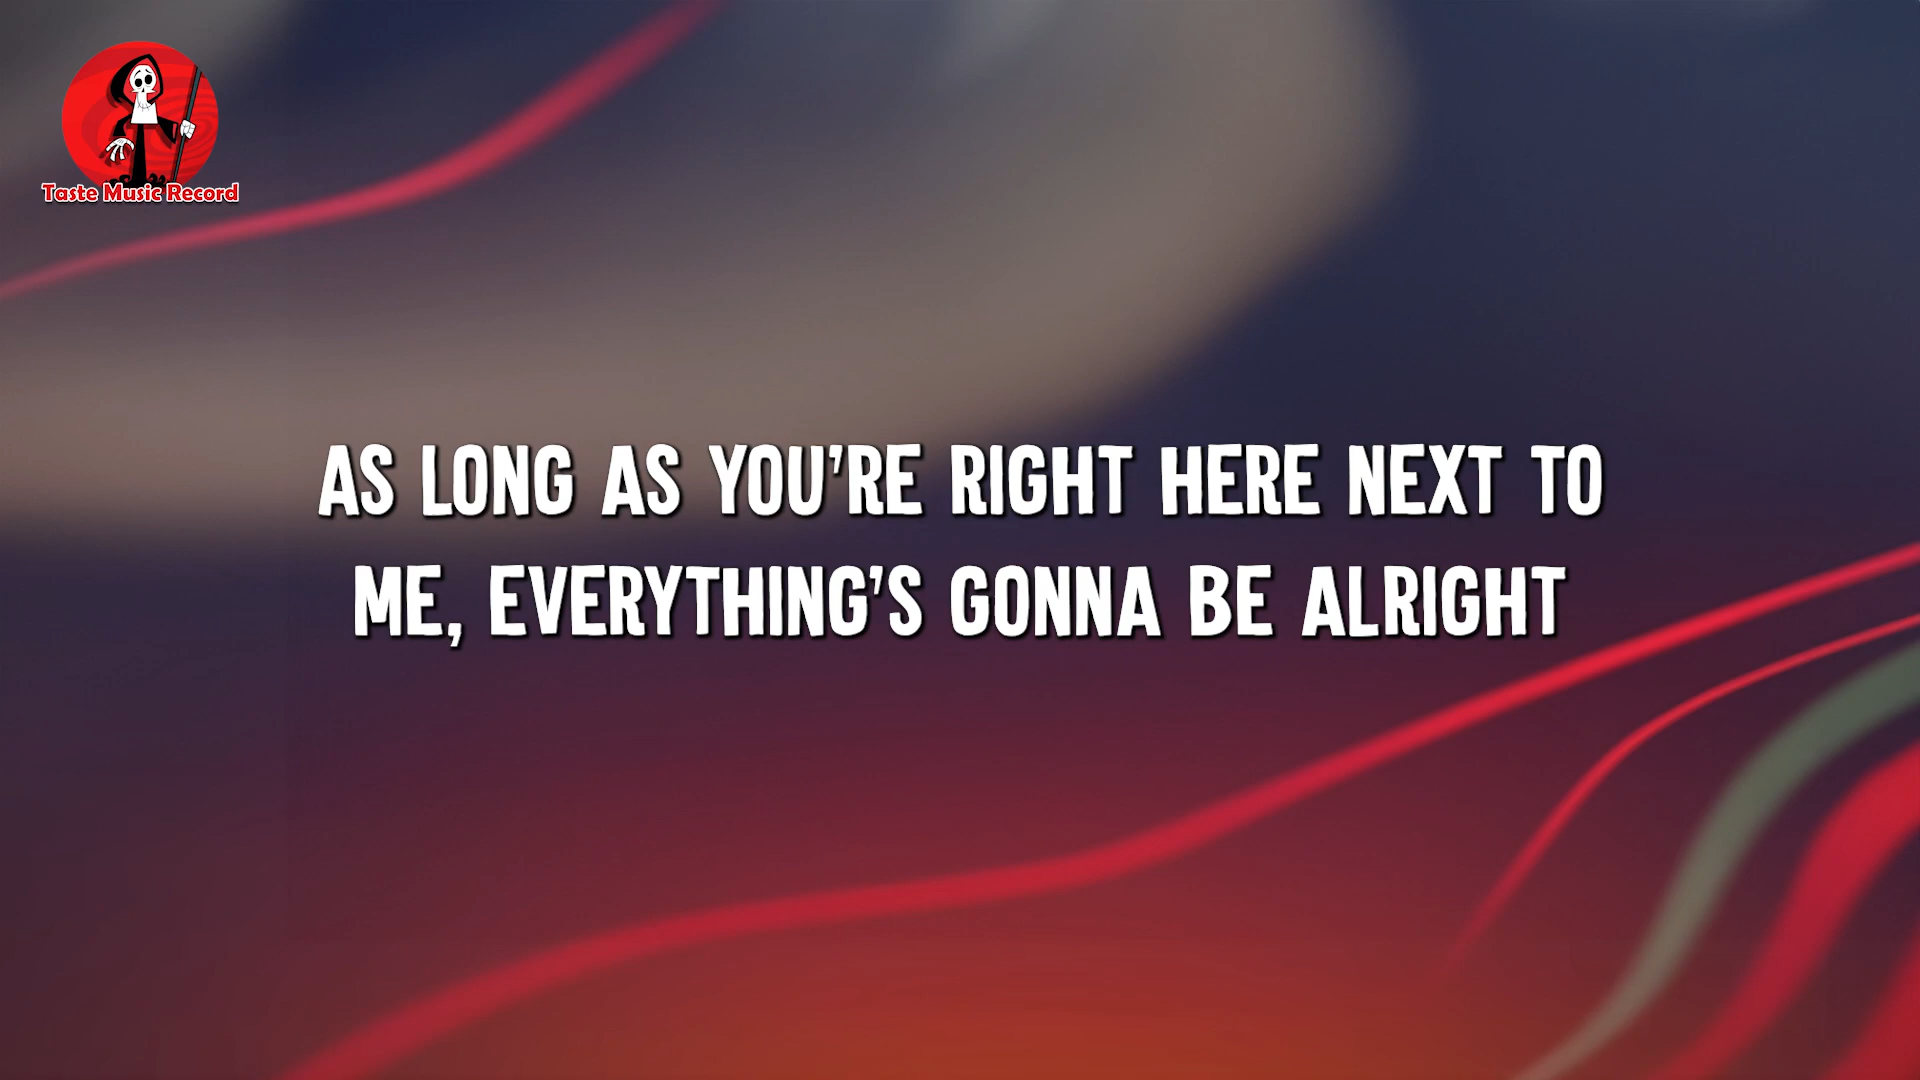 Taste Music Record
AS LONG AS YOU'RE RIGHT HERE NEXT TO
ME, EVERYTHING'S GONNA BE ALRIGHT